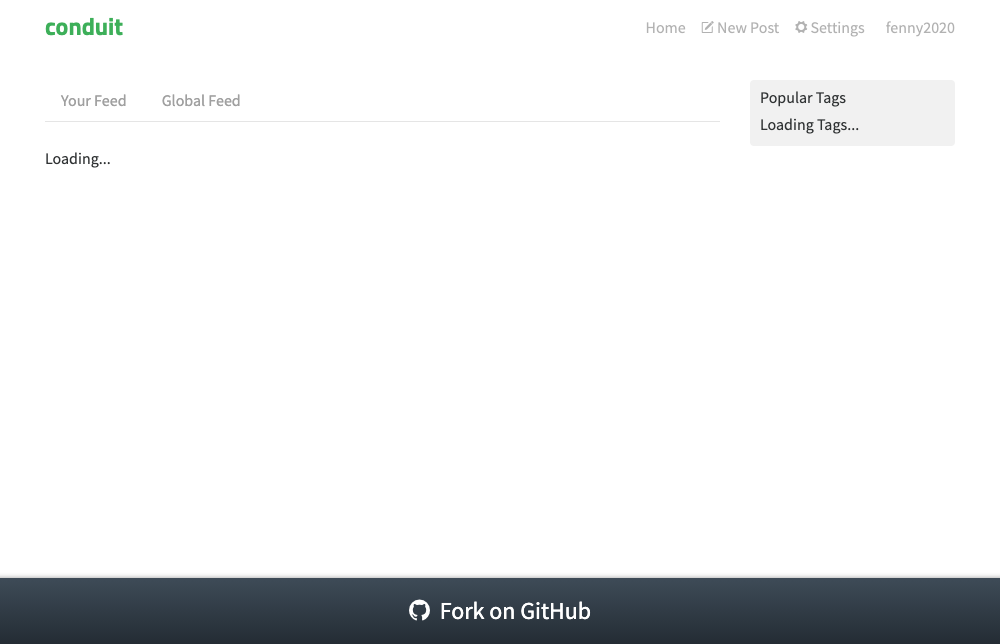 conduit
Home New Post Settings fenny2020
Your Feed Global Feed
Popular Tags
Loading Tags...
Loading...
Fork on GitHub